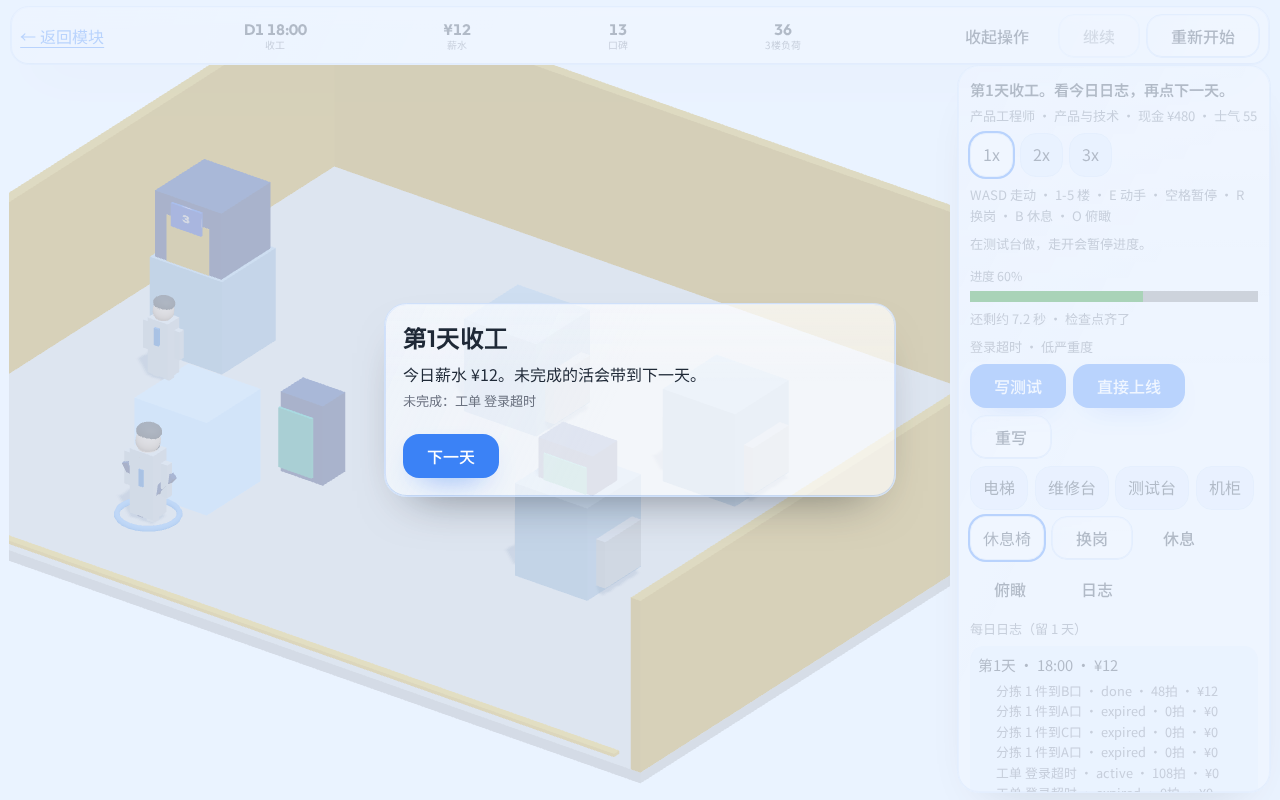 ← 返回模块
D1 18:00
收工
¥12
薪水
13
口碑
36
3楼负荷
收起操作
继续
重新开始
3
第1天收工
今日薪水 ¥12。未完成的活会带到下一天。
未完成：工单 登录超时
下一天
第1天收工。看今日日志，再点下一天。
产品工程师 · 产品与技术 · 现金 ¥480 · 士气 55
1x
2x
3x
WASD 走动 · 1-5 楼 · E 动手 · 空格暂停 · R
换岗 · B 休息 · O 俯瞰
在测试台做，走开会暂停进度。
进度 60%
还剩约 7.2 秒 · 检查点齐了
登录超时 · 低严重度
写测试
直接上线
重写
电梯
维修台
测试台
机柜
休息椅
换岗
休息
俯瞰
日志
每日日志（留 1 天）
第1天 · 18:00 · ¥12
分拣 1 件到B口 · done · 48拍 · ¥12
分拣 1 件到A口 · expired · 0拍 · ¥0
分拣 1 件到C口 · expired · 0拍 · ¥0
分拣 1 件到A口 · expired · 0拍 · ¥0
工单 登录超时 · active · 108拍 · ¥0